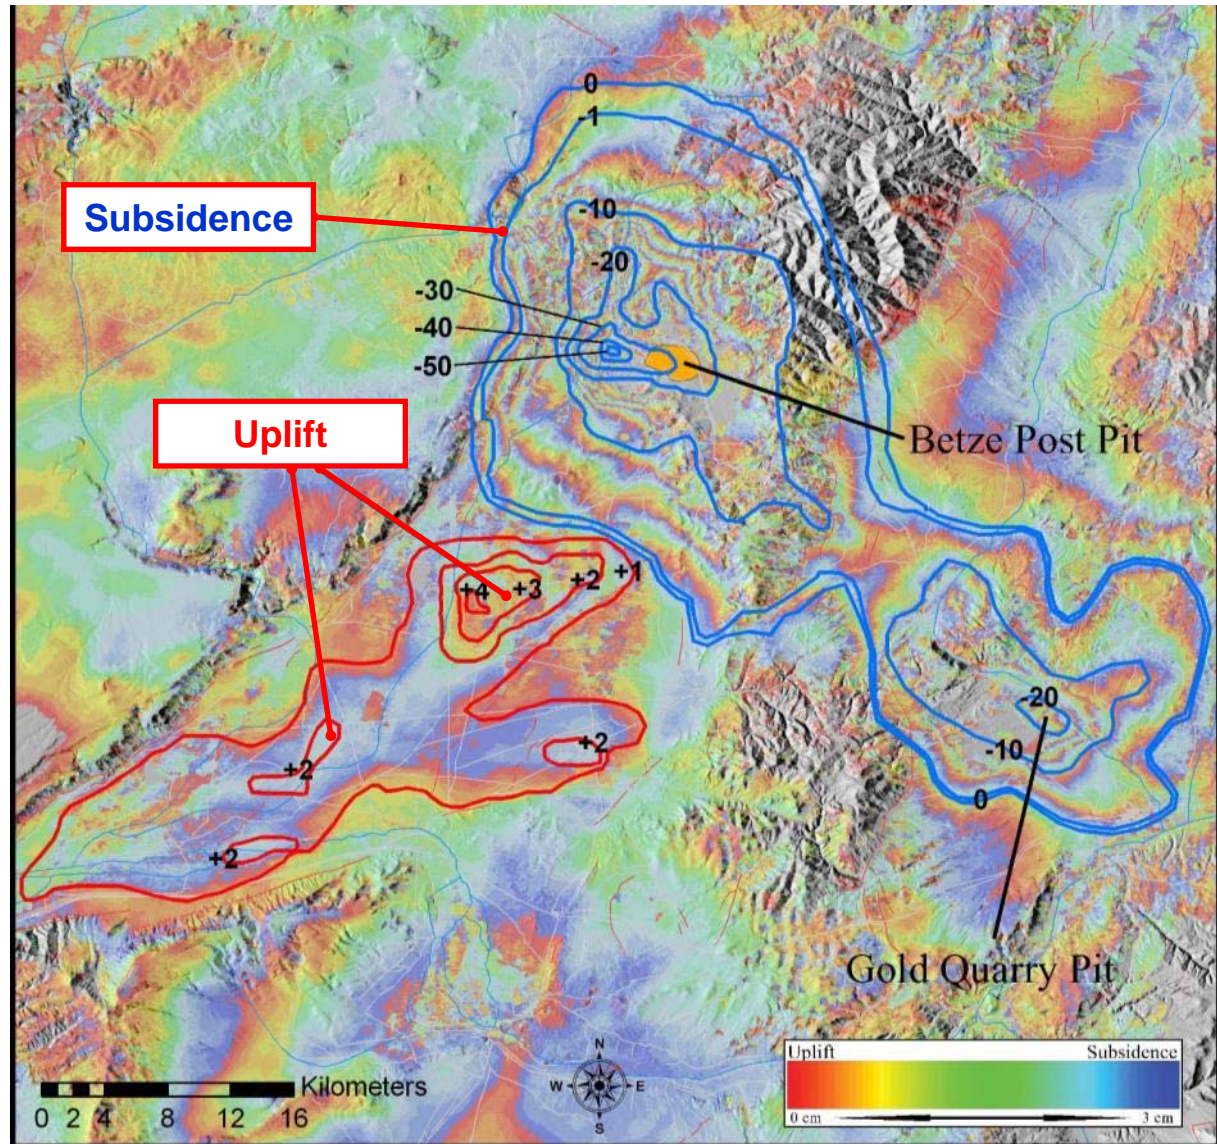 0
-1
Subsidence
-10
-20
-30
-40
-50
Uplift
Betze Post Pit
+4
+3
+2
+1
-20
+2
+2
-10
0
+2
Gold Quarry Pit
Uplift Subsidence
0 cm 3 cm
N
W E
S
Kilometers
0 2 4 8 12 16